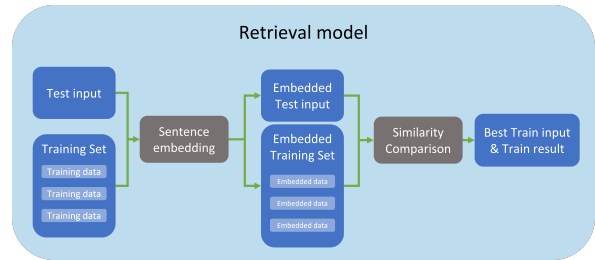 Retrieval model
Test input
Training Set
Training data
Training data
Training data
Sentence
embedding
Embedded
Test input
Embedded
Training Set
Embedded data
Embedded data
Embedded data
Similarity
Comparison
Best Train input
& Train result